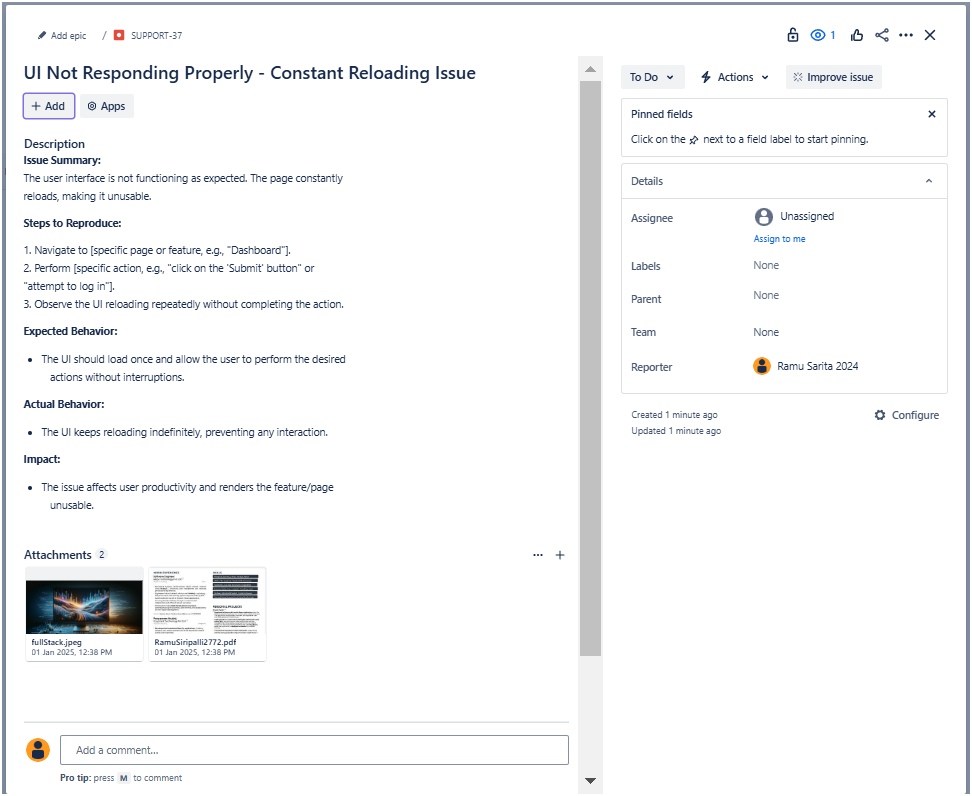 Add epic / SUPPORT-37
1
UI Not Responding Properly - Constant Reloading Issue
+ Add
Apps
Description
Issue Summary:
The user interface is not functioning as expected. The page constantly
reloads, making it unusable.
Steps to Reproduce:
1. Navigate to [specific page or feature, e.g., "Dashboard"].
2. Perform [specific action, e.g., "click on the 'Submit' button" or
"attempt to log in"].
3. Observe the UI reloading repeatedly without completing the action.
Expected Behavior:
• The UI should load once and allow the user to perform the desired
actions without interruptions.
Actual Behavior:
• The UI keeps reloading indefinitely, preventing any interaction.
Impact:
• The issue affects user productivity and renders the feature/page
unusable.
Attachments 2
fullStack.jpeg
01 Jan 2025, 12:38 PM
RamuSiripalli2772.pdf
01 Jan 2025, 12:38 PM
Add a comment...
Pro tip: press M to comment
To Do
Actions
Improve issue
Pinned fields
Click on the next to a field label to start pinning.
Details
Assignee Unassigned
Assign to me
Labels None
Parent None
Team None
Reporter Ramu Sarita 2024
Created 1 minute ago
Updated 1 minute ago
Configure